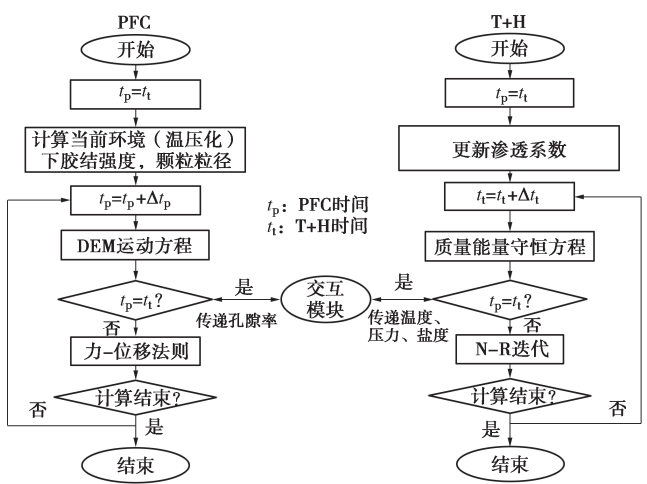 PFC
开始
tp=tt
计算当前环境（温压化）
下胶结强度，颗粒粒径
tp=tp+Δtp
DEM运动方程
tp=tt?
是
传递孔隙率
否
力-位移法则
计算结束?
否
是
结束
tp：PFC时间
tt：T+H时间
交互
模块
T+H
开始
tp=tt
更新渗透系数
tt=tt+Δtt
质量能量守恒方程
tp=tt?
是
传递温度、
压力、盐度
否
N-R迭代
计算结束?
否
是
结束